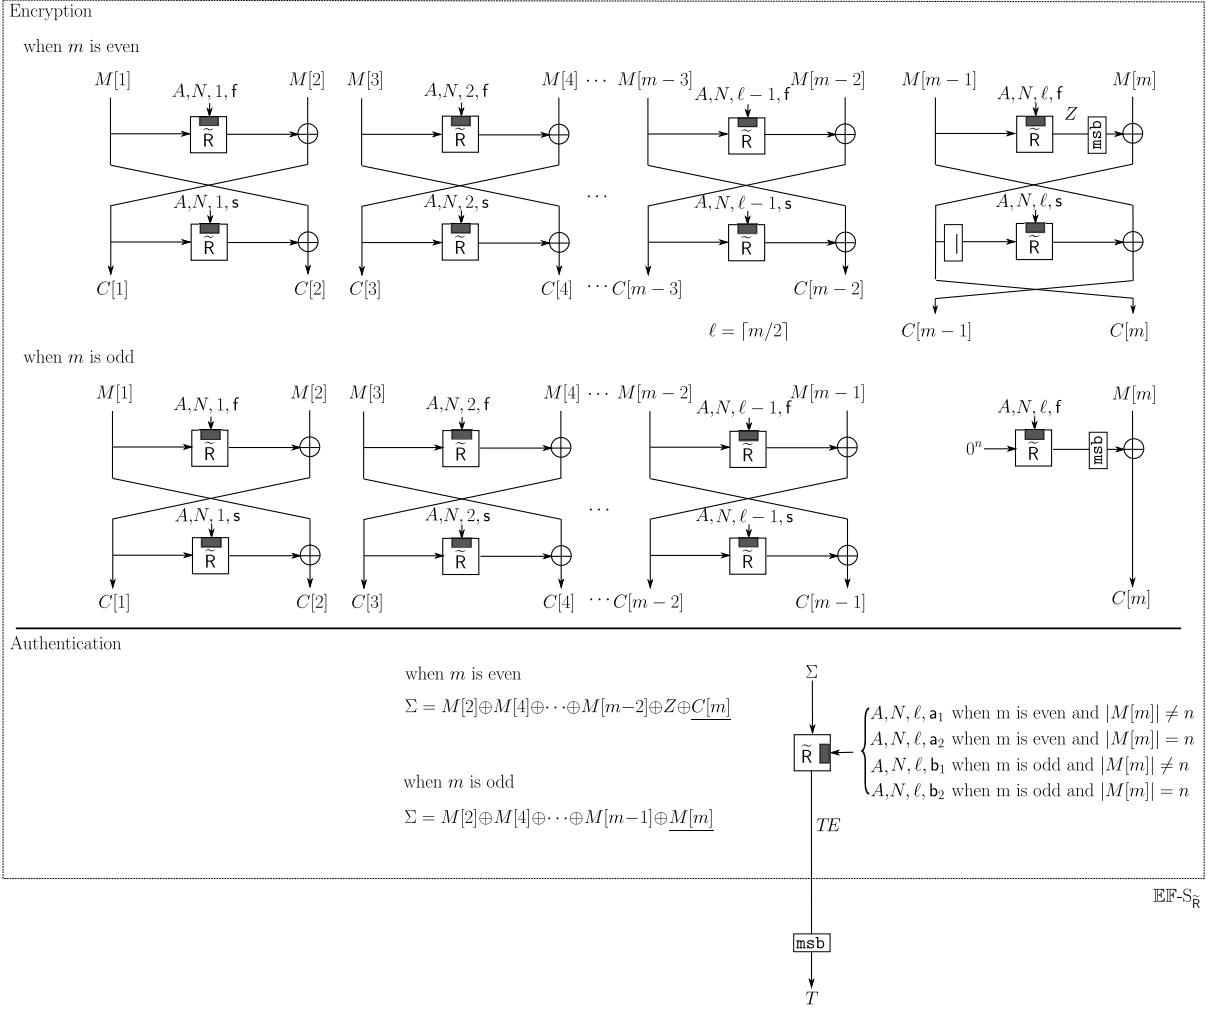 Encryption
when m is even
M[1] M[2] M[3] M[4] ··· M[m−3] M[m−2] M[m−1] M[m]
A,N,1,f A,N,2,f A,N,ℓ−1,f A,N,ℓ,f
Z
R̃ R̃ R̃ R̃ msb
···
A,N,1,s A,N,2,s A,N,ℓ−1,s A,N,ℓ,s
R̃ R̃ R̃ R̃
C[1] C[2] C[3] C[4] ··· C[m−3] C[m−2]
C[m−1] C[m]
ℓ = ⌈m/2⌉
when m is odd
M[1] M[2] M[3] M[4] ··· M[m−2] M[m−1] M[m]
A,N,1,f A,N,2,f A,N,ℓ−1,f A,N,ℓ,f
R̃ R̃ R̃ 0ⁿ R̃ msb
···
A,N,1,s A,N,2,s A,N,ℓ−1,s
R̃ R̃ R̃
C[1] C[2] C[3] C[4] ··· C[m−2] C[m−1] C[m]
Authentication
when m is even
Σ = M[2]⊕M[4]⊕···⊕M[m−2]⊕Z⊕C[m]
when m is odd
Σ = M[2]⊕M[4]⊕···⊕M[m−1]⊕M[m]
Σ
R̃
A,N,ℓ,a₁ when m is even and |M[m]| ≠ n
A,N,ℓ,a₂ when m is even and |M[m]| = n
A,N,ℓ,b₁ when m is odd and |M[m]| ≠ n
A,N,ℓ,b₂ when m is odd and |M[m]| = n
TE
𝔼𝔽-S_R̃
msb
T